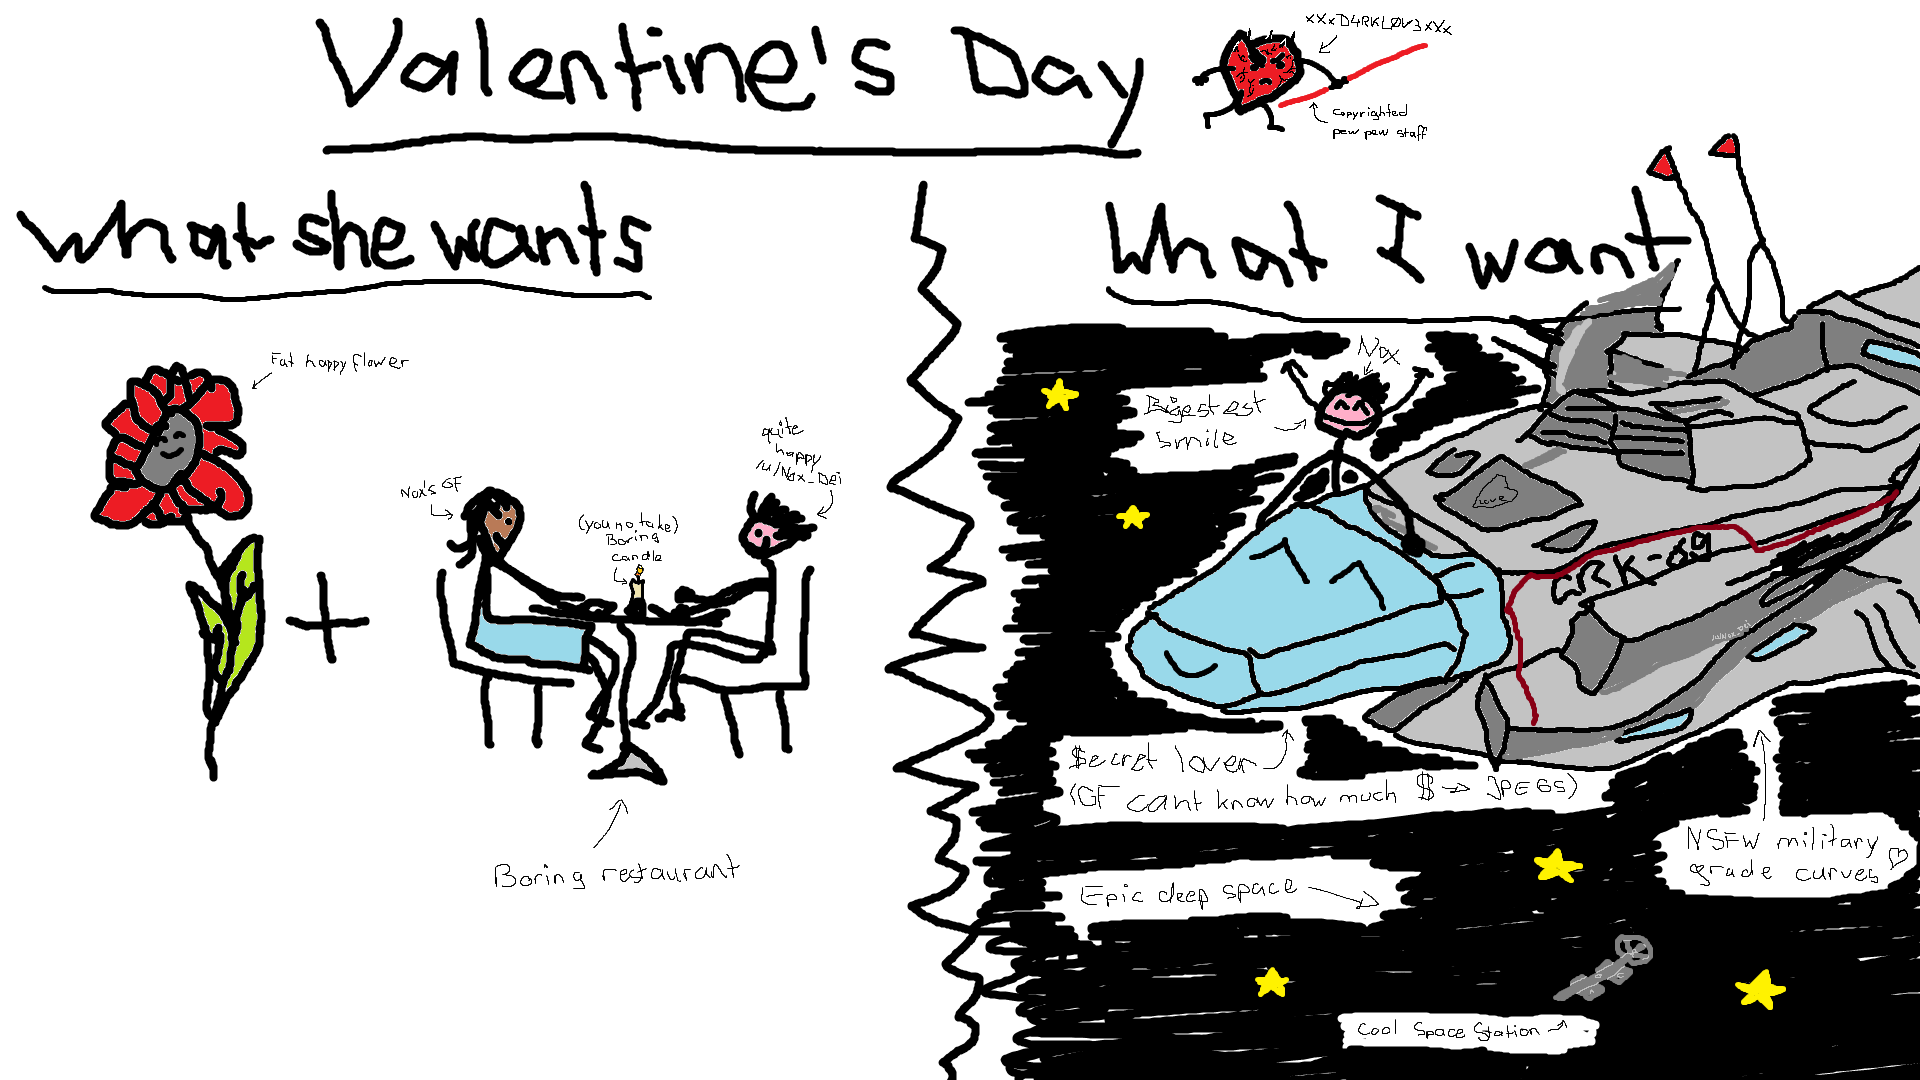 Valentine's Day
xXxD4RKL0V3xXx
copyrighted
pew pew staff
What she wants
What I want
Fat happy flower
Nox's GF
(you no take)
Boring
candle
quite
happy
/u/Nox_Dei
Boring restaurant
Nox
Bigestest
smile
Love
CRK-69
/u/Nox_Dei
$ecret lover
(GF cant know how much $ → JPEGS)
NSFW military
grade curves ♡
Epic deep space
Cool Space Station